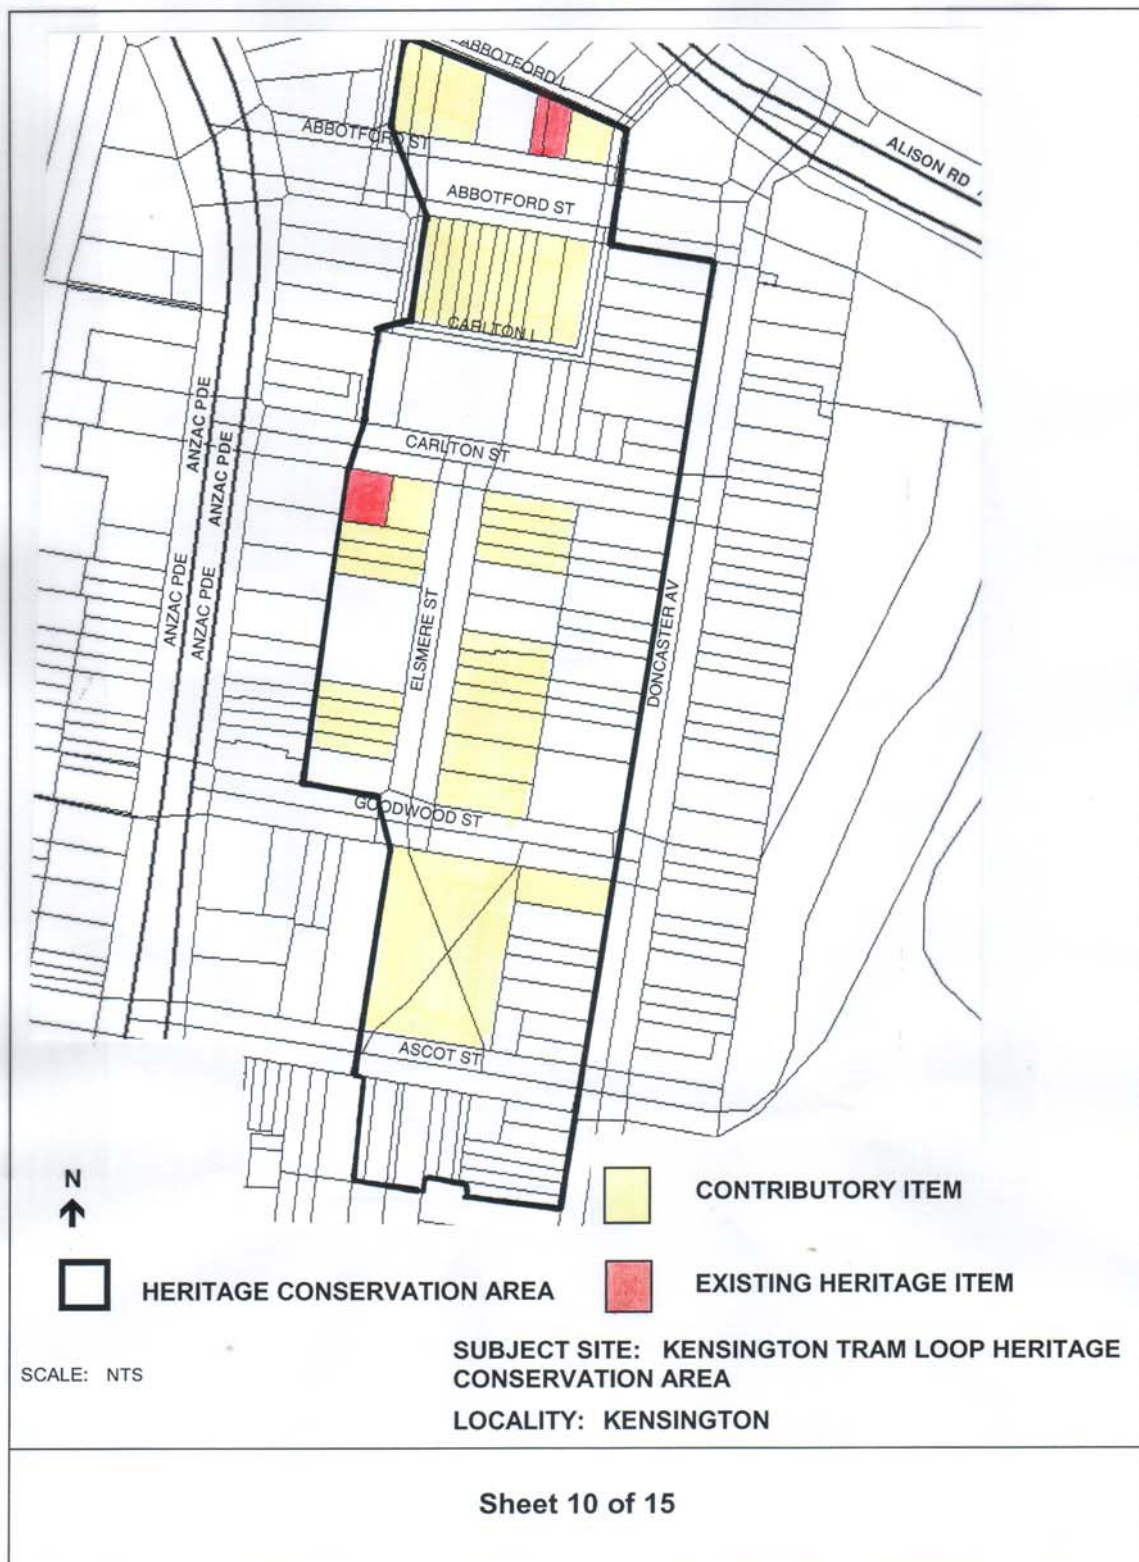 ABBOTFORD L
ABBOTFORD ST
ALISON RD
ABBOTFORD ST
CARLTON L
ANZAC PDE
ANZAC PDE
CARLTON ST
ANZAC PDE
ANZAC PDE
ELSMERE ST
DONCASTER AV
GOODWOOD ST
ASCOT ST
N
CONTRIBUTORY ITEM
HERITAGE CONSERVATION AREA
EXISTING HERITAGE ITEM
SCALE: NTS
SUBJECT SITE: KENSINGTON TRAM LOOP HERITAGE
CONSERVATION AREA
LOCALITY: KENSINGTON
Sheet 10 of 15